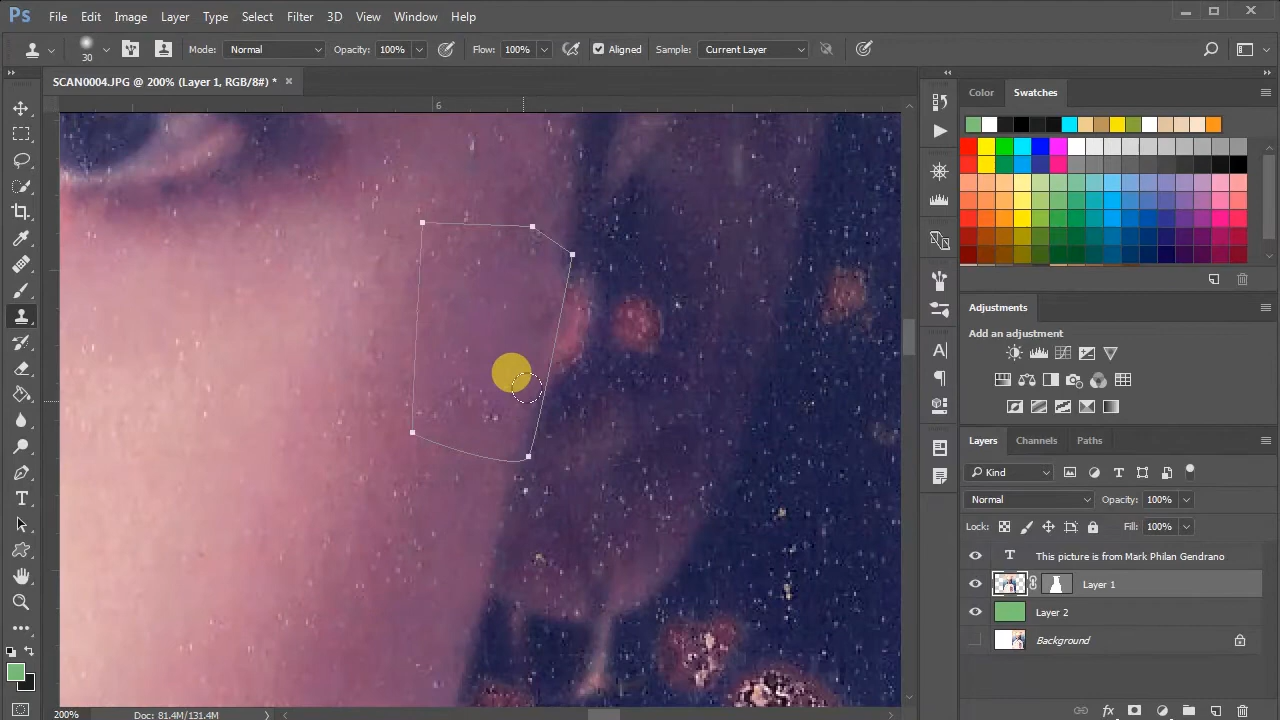 Ps File Edit Image Layer Type Select Filter 3D View Window Help
30 Mode: Normal Opacity: 100% Flow: 100% Aligned Sample: Current Layer
SCAN0004.JPG @ 200% (Layer 1, RGB/8#) * ×
6
Color Swatches
Adjustments
Add an adjustment
Layers Channels Paths
Kind
Normal Opacity: 100%
Lock: Fill: 100%
T This picture is from Mark Philan Gendrano
Layer 1
Layer 2
Background
200% Doc: 81.4M/131.4M